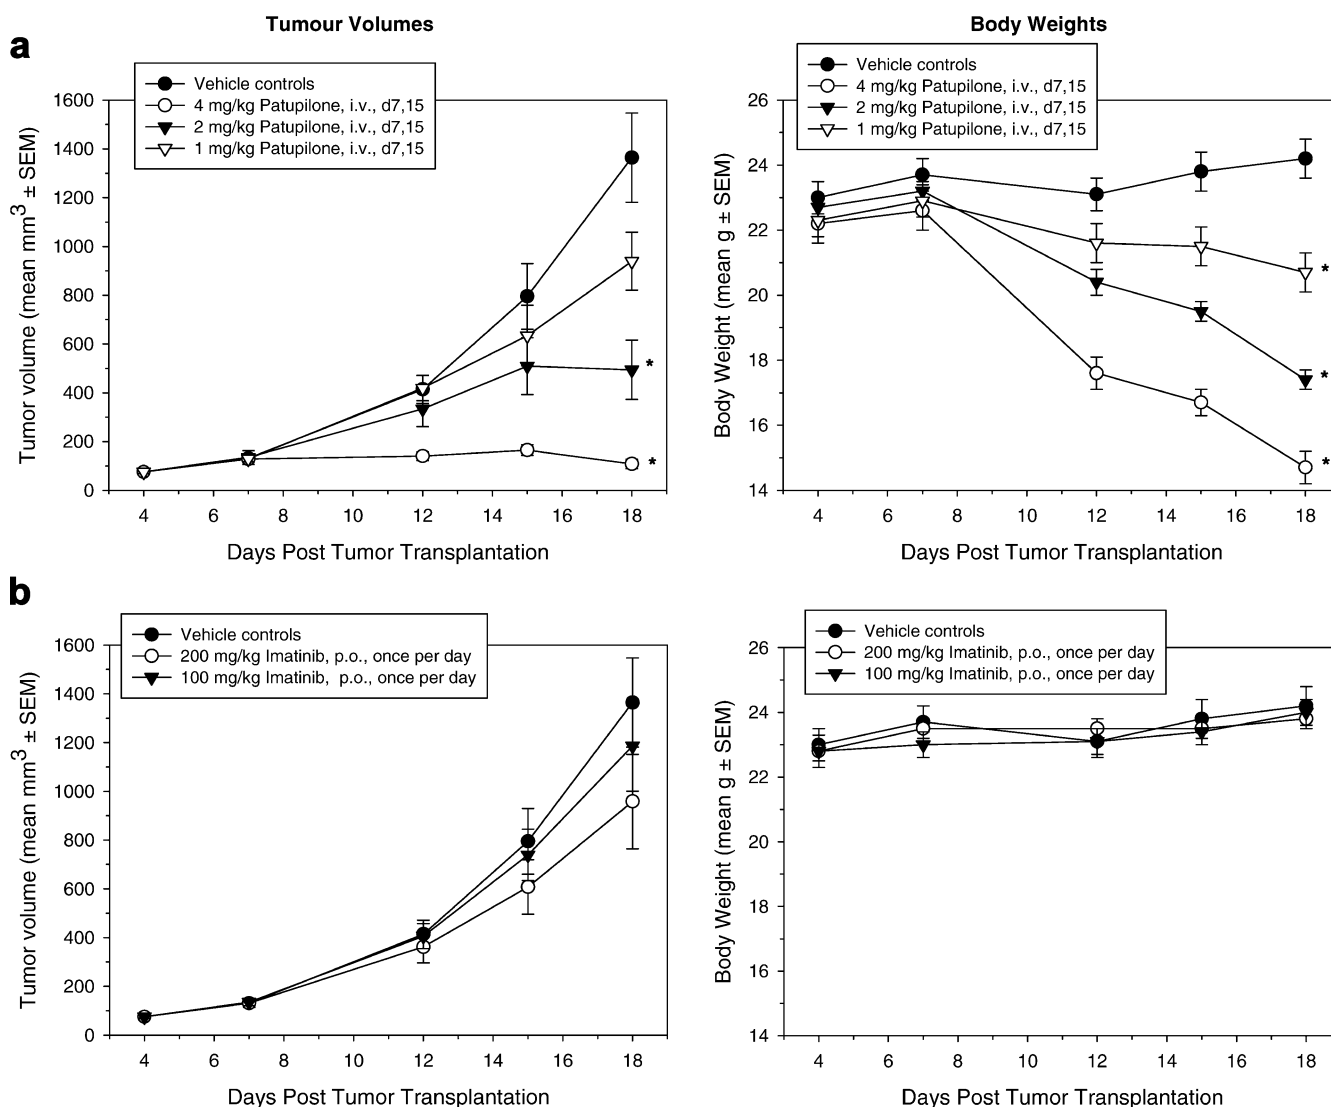 Tumour Volumes
Body Weights
a
Vehicle controls
4 mg/kg Patupilone, i.v., d7,15
2 mg/kg Patupilone, i.v., d7,15
1 mg/kg Patupilone, i.v., d7,15
Tumor volume (mean mm³ ± SEM)
1600
1400
1200
1000
800
600
400
200
0
*
*
4 6 8 10 12 14 16 18
Days Post Tumor Transplantation
Vehicle controls
4 mg/kg Patupilone, i.v., d7,15
2 mg/kg Patupilone, i.v., d7,15
1 mg/kg Patupilone, i.v., d7,15
Body Weight (mean g ± SEM)
26
24
22
20
18
16
14
*
*
*
4 6 8 10 12 14 16 18
Days Post Tumor Transplantation
b
Vehicle controls
200 mg/kg Imatinib, p.o., once per day
100 mg/kg Imatinib, p.o., once per day
Tumor volume (mean mm³ ± SEM)
1600
1400
1200
1000
800
600
400
200
0
4 6 8 10 12 14 16 18
Days Post Tumor Transplantation
Vehicle controls
200 mg/kg Imatinib, p.o., once per day
100 mg/kg Imatinib, p.o., once per day
Body Weight (mean g ± SEM)
26
24
22
20
18
16
14
4 6 8 10 12 14 16 18
Days Post Tumor Transplantation